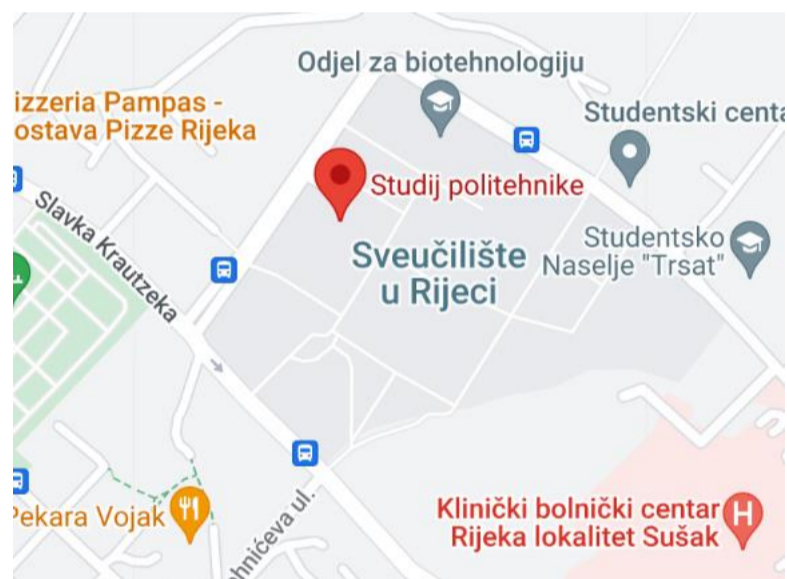 Odjel za biotehnologiju
izzeria Pampas -
ostava Pizze Rijeka
Studentski centa
Studij politehnike
Slavka Krautzeka
Sveučilište
u Rijeci
Studentsko
Naselje "Trsat"
Pekara Vojak
hnićeva ul.
Klinički bolnički centar
Rijeka lokalitet Sušak
H